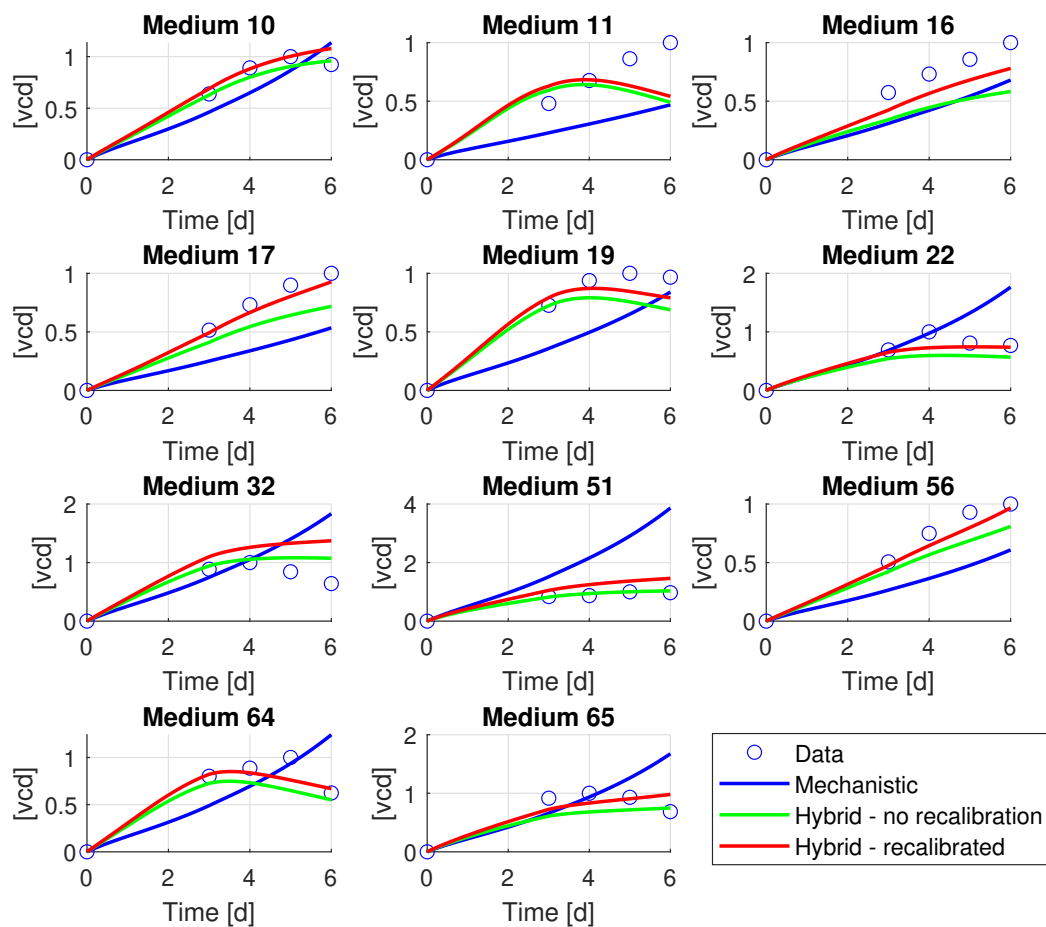 Medium 10
Medium 11
Medium 16
[vcd]
1
0.5
0
0 2 4 6
Time [d]
[vcd]
1
0.5
0
0 2 4 6
Time [d]
[vcd]
1
0.5
0
0 2 4 6
Time [d]
Medium 17
Medium 19
Medium 22
[vcd]
1
0.5
0
0 2 4 6
Time [d]
[vcd]
1
0.5
0
0 2 4 6
Time [d]
[vcd]
2
1
0
0 2 4 6
Time [d]
Medium 32
Medium 51
Medium 56
[vcd]
2
1
0
0 2 4 6
Time [d]
[vcd]
4
2
0
0 2 4 6
Time [d]
[vcd]
1
0.5
0
0 2 4 6
Time [d]
Medium 64
Medium 65
[vcd]
1
0.5
0
0 2 4 6
Time [d]
[vcd]
2
1
0
0 2 4 6
Time [d]
Data
Mechanistic
Hybrid - no recalibration
Hybrid - recalibrated